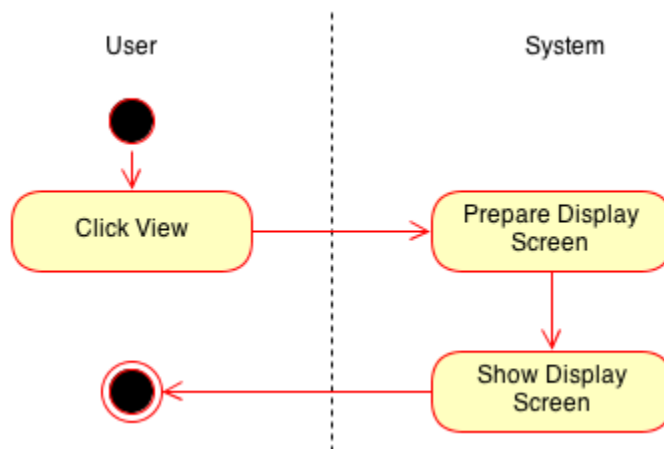 User
System
Click View
Prepare Display
Screen
Show Display
Screen